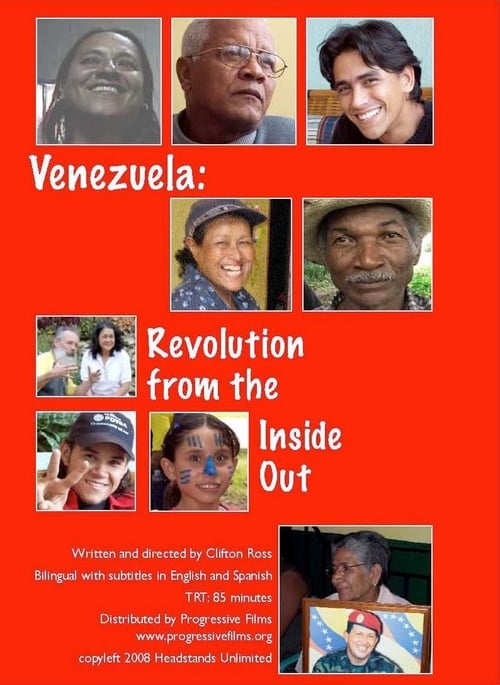 Venezuela:
Revolution
from the
Inside
Out
PDVSA
Written and directed by Clifton Ross
Bilingual with subtitles in English and Spanish
TRT: 85 minutes
Distributed by Progressive Films
www.progressivefilms.org
copyleft 2008 Headstands Unlimited